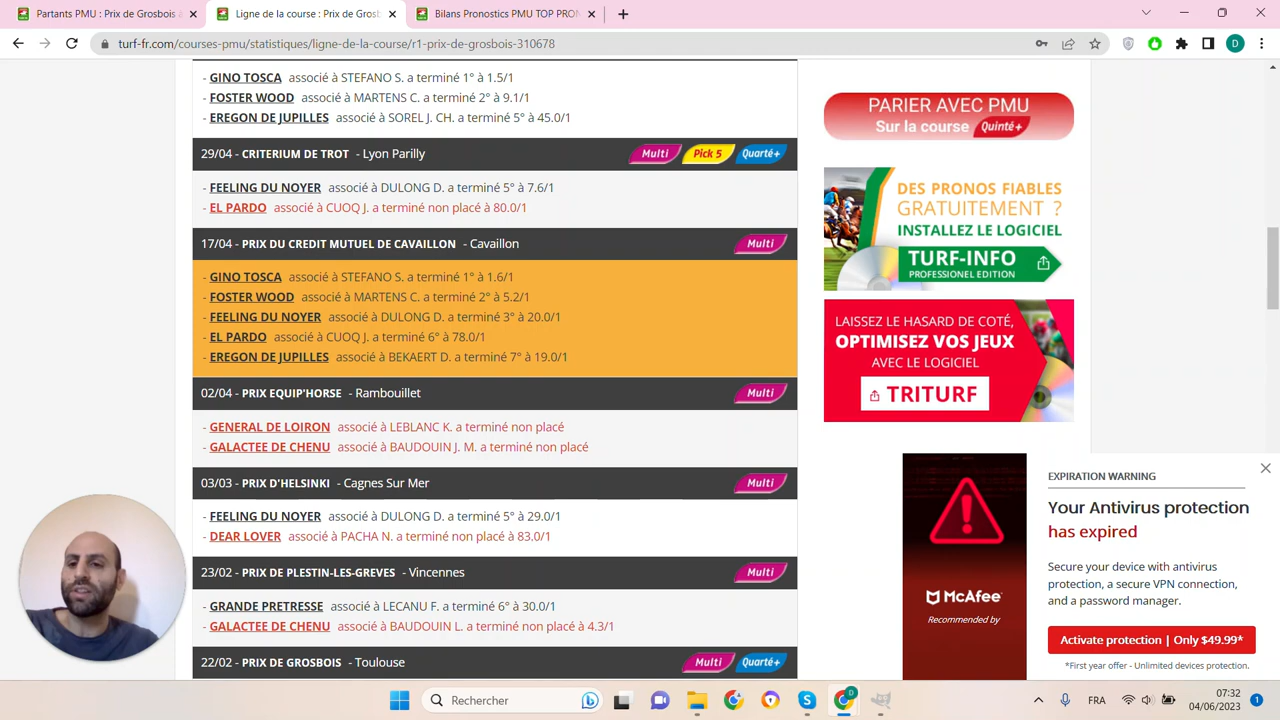 Partants PMU : Prix de Grosbois
Ligne de la course : Prix de Gros
Bilans Pronostics PMU TOP PRON
turf-fr.com/courses-pmu/statistiques/ligne-de-la-course/r1-prix-de-grosbois-310678
D
- GINO TOSCA associé à STEFANO S. a terminé 1° à 1.5/1
- FOSTER WOOD associé à MARTENS C. a terminé 2° à 9.1/1
- EREGON DE JUPILLES associé à SOREL J. CH. a terminé 5° à 45.0/1
29/04 - CRITERIUM DE TROT - Lyon Parilly Multi Pick 5 Quarté+
- FEELING DU NOYER associé à DULONG D. a terminé 5° à 7.6/1
- EL PARDO associé à CUOQ J. a terminé non placé à 80.0/1
17/04 - PRIX DU CREDIT MUTUEL DE CAVAILLON - Cavaillon Multi
- GINO TOSCA associé à STEFANO S. a terminé 1° à 1.6/1
- FOSTER WOOD associé à MARTENS C. a terminé 2° à 5.2/1
- FEELING DU NOYER associé à DULONG D. a terminé 3° à 20.0/1
- EL PARDO associé à CUOQ J. a terminé 6° à 78.0/1
- EREGON DE JUPILLES associé à BEKAERT D. a terminé 7° à 19.0/1
02/04 - PRIX EQUIP'HORSE - Rambouillet Multi
- GENERAL DE LOIRON associé à LEBLANC K. a terminé non placé
- GALACTEE DE CHENU associé à BAUDOUIN J. M. a terminé non placé
03/03 - PRIX D'HELSINKI - Cagnes Sur Mer Multi
- FEELING DU NOYER associé à DULONG D. a terminé 5° à 29.0/1
- DEAR LOVER associé à PACHA N. a terminé non placé à 83.0/1
23/02 - PRIX DE PLESTIN-LES-GREVES - Vincennes Multi
- GRANDE PRETRESSE associé à LECANU F. a terminé 6° à 30.0/1
- GALACTEE DE CHENU associé à BAUDOUIN L. a terminé non placé à 4.3/1
22/02 - PRIX DE GROSBOIS - Toulouse Multi Quarté+
PARIER AVEC PMU
Sur la course Quinté+
DES PRONOS FIABLES
GRATUITEMENT ?
INSTALLEZ LE LOGICIEL
TURF-INFO
PROFESSIONEL EDITION
LAISSEZ LE HASARD DE COTÉ,
OPTIMISEZ VOS JEUX
AVEC LE LOGICIEL
TRITURF
McAfee
Recommended by
EXPIRATION WARNING
Your Antivirus protection
has expired
Secure your device with antivirus
protection, a secure VPN connection,
and a password manager.
Activate protection | Only $49.99*
*First year offer - Unlimited devices protection.
Rechercher
FRA
07:32
04/06/2023
1